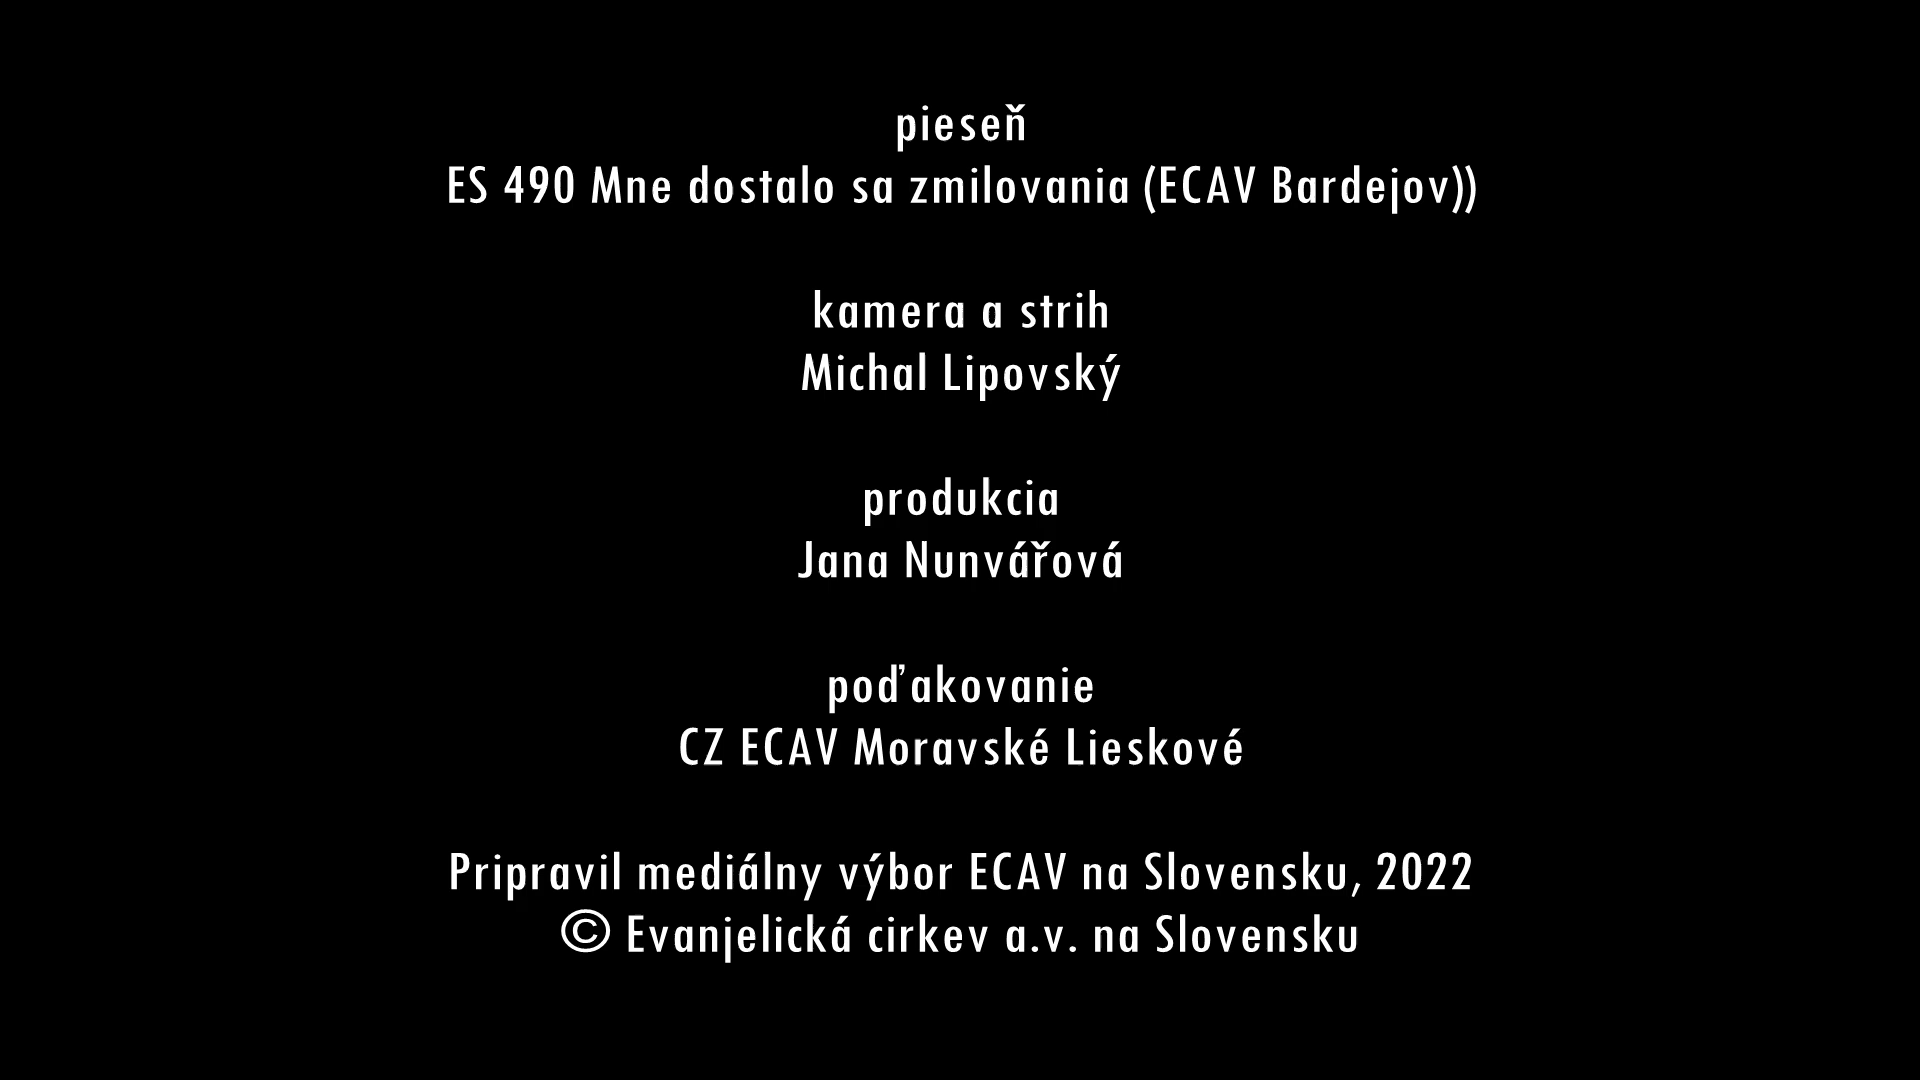 pieseň
ES 490 Mne dostalo sa zmilovania (ECAV Bardejov))
kamera a strih
Michal Lipovský
produkcia
Jana Nunvářová
poďakovanie
CZ ECAV Moravské Lieskové
Pripravil mediálny výbor ECAV na Slovensku, 2022
© Evanjelická cirkev a.v. na Slovensku